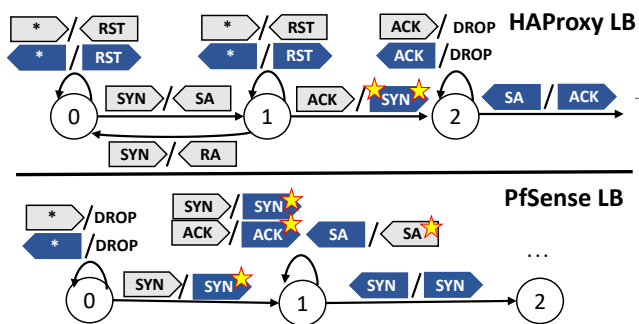 HAProxy LB
* / RST
* / RST
* / RST
* / RST
ACK / DROP
ACK / DROP
SYN / SA
ACK / SYN
SA / ACK
0
1
2
SYN / RA
PfSense LB
* / DROP
* / DROP
SYN / SYN
ACK / ACK
SA / SA
...
SYN / SYN
SYN SYN
0
1
2